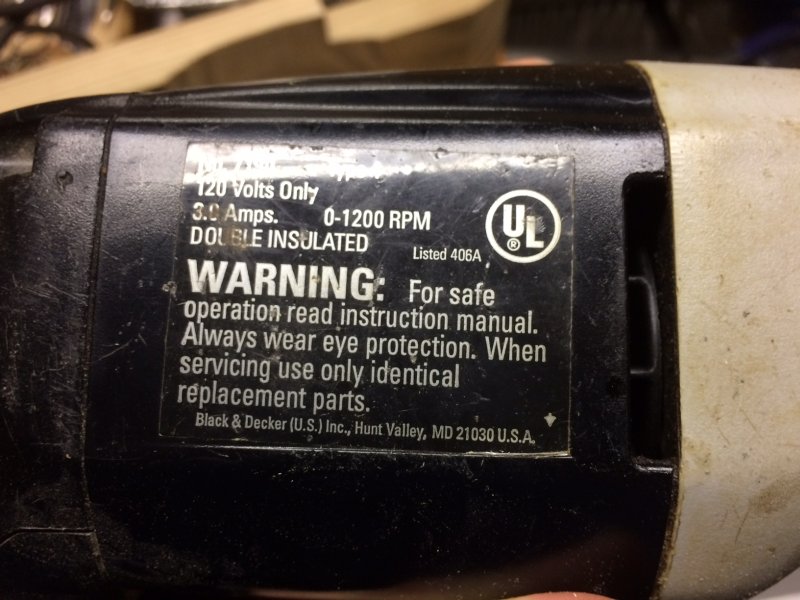 120 Volts Only
Amps. 0-1200 RPM
DOUBLE INSULATED
Listed 406A
UL
®
WARNING: For safe
operation read instruction manual.
Always wear eye protection. When
servicing use only identical
replacement parts.
Black & Decker (U.S.) Inc., Hunt Valley, MD 21030 U.S.A.